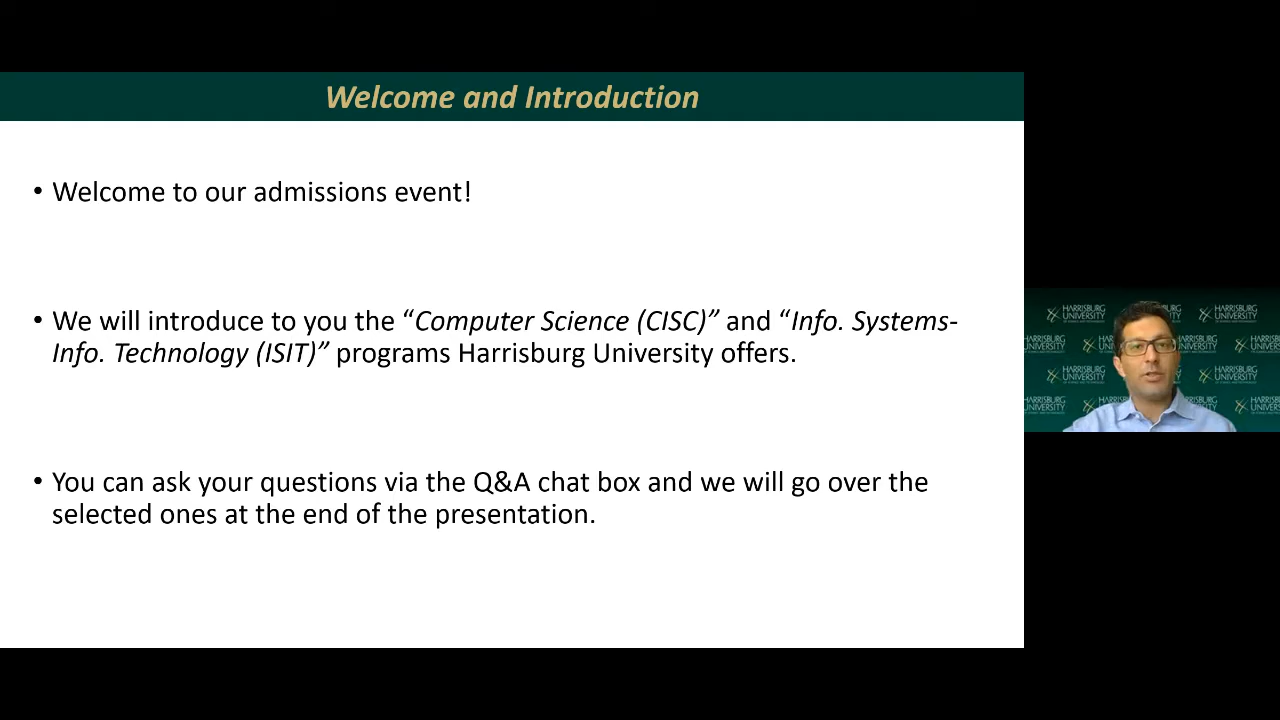 Welcome and Introduction
• Welcome to our admissions event!
• We will introduce to you the “Computer Science (CISC)” and “Info. Systems-
Info. Technology (ISIT)” programs Harrisburg University offers.
• You can ask your questions via the Q&A chat box and we will go over the
selected ones at the end of the presentation.
HARRISBURG
UNIVERSITY